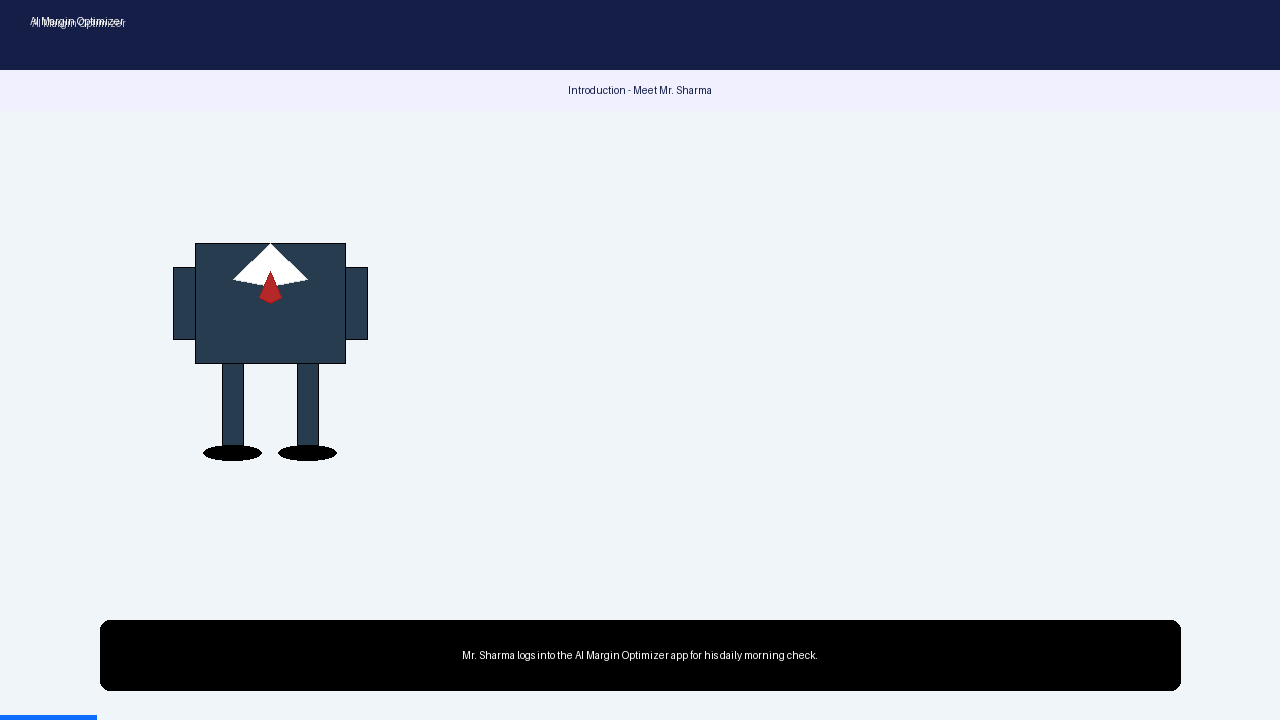 AI Margin Optimizer
Introduction - Meet Mr. Sharma
Mr. Sharma logs into the AI Margin Optimizer app for his daily morning check.